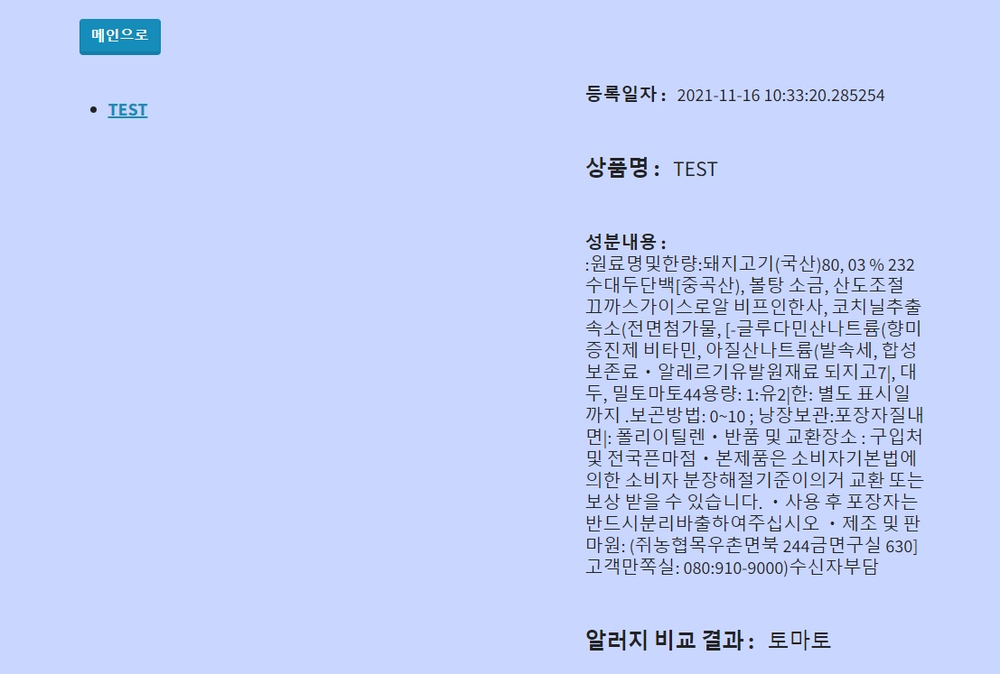 메인으로
TEST
등록일자 : 2021-11-16 10:33:20.285254
상품명 : TEST
성분내용 :
:원료명및한량:돼지고기(국산)80, 03 % 232
수대두단백[중곡산), 볼탕 소금, 산도조절
끄까스가이스로알 비프인한사, 코치닐추출
속소(전면첨가물, [-글루다민산나트륨(향미
증진제 비타민, 아질산나트륨(발속세, 합성
보존료・알레르기유발원재료 되지고7|, 대
두, 밀토마토44용량: 1:유2|한: 별도 표시일
까지 .보곤방법: 0~10 ; 낭장보관:포장자질내
면|: 폴리이틸렌・반품 및 교환장소 : 구입처
및 전국픈마점・본제품은 소비자기본법에
의한 소비자 분장해절기준이의거 교환 또는
보상 받을 수 있습니다. ・사용 후 포장자는
반드시분리바출하여주십시오 ・제조 및 판
마원: (쥐농협목우촌면북 244금면구실 630]
고객만쪽실: 080:910-9000)수신자부담
알러지 비교 결과 : 토마토